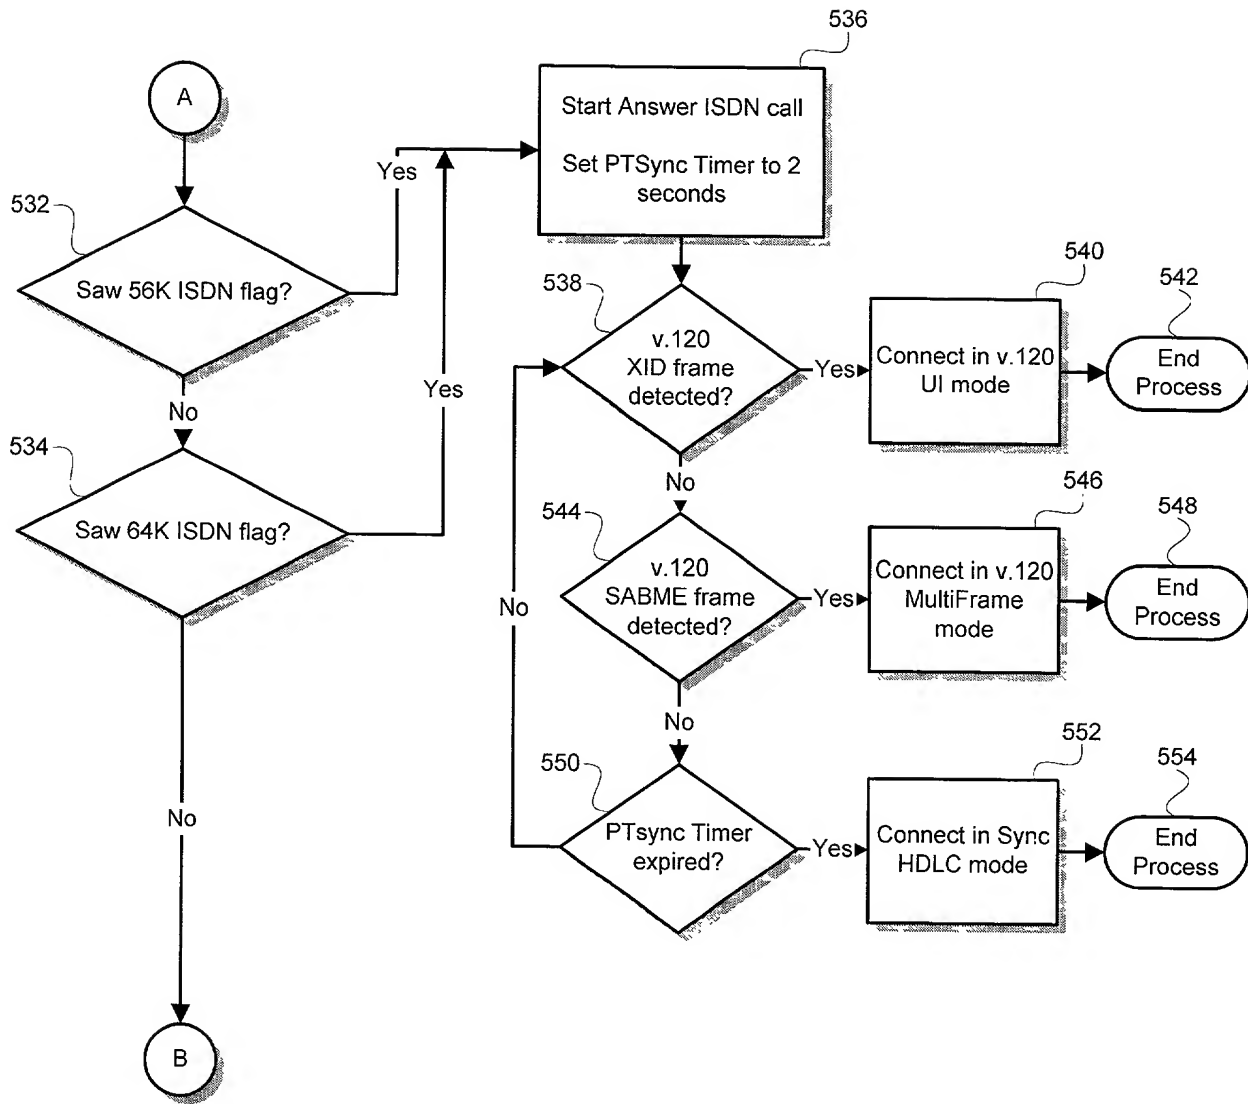 536
A
Start Answer ISDN call
Set PTSync Timer to 2
seconds
Yes
532
Saw 56K ISDN flag?
No
534
Saw 64K ISDN flag?
Yes
No
B
538
v.120
XID frame
detected?
Yes
540
Connect in v.120
UI mode
542
End
Process
No
544
v.120
SABME frame
detected?
Yes
546
Connect in v.120
MultiFrame
mode
548
End
Process
No
No
550
PTsync Timer
expired?
Yes
552
Connect in Sync
HDLC mode
554
End
Process